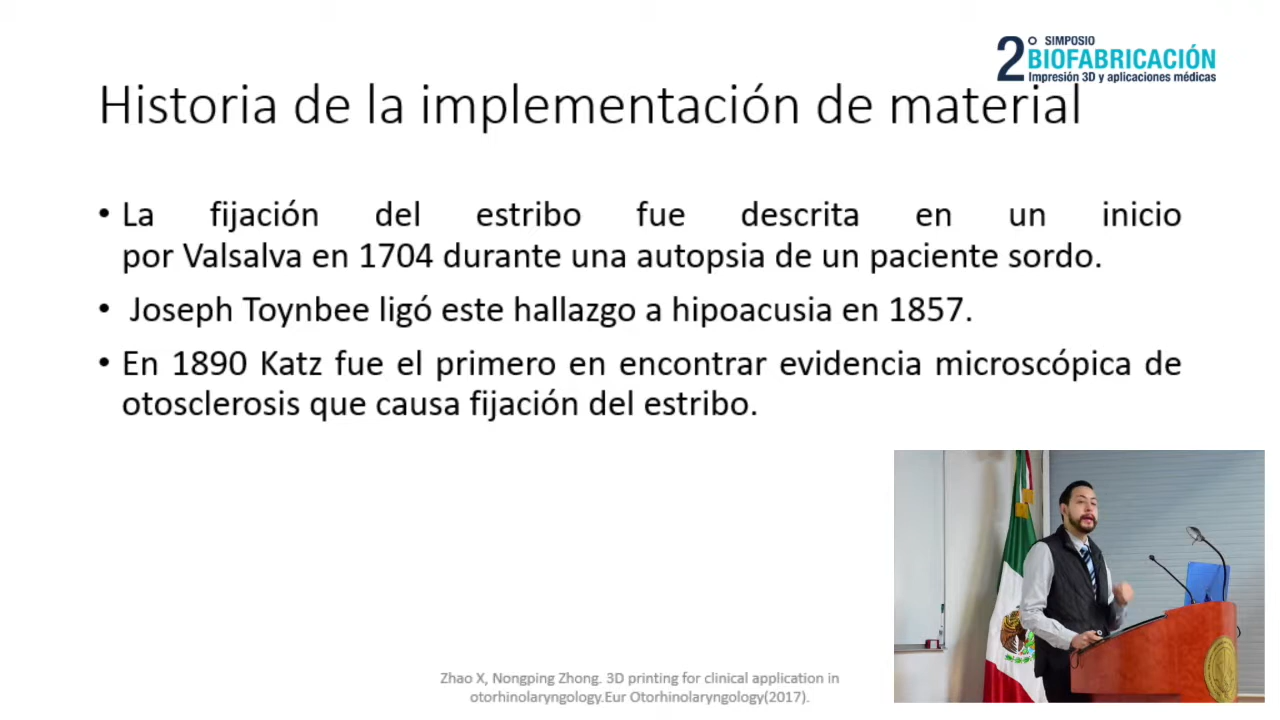 2° SIMPOSIO
BIOFABRICACIÓN
Impresión 3D y aplicaciones médicas
Historia de la implementación de material
• La fijación del estribo fue descrita en un inicio
por Valsalva en 1704 durante una autopsia de un paciente sordo.
• Joseph Toynbee ligó este hallazgo a hipoacusia en 1857.
• En 1890 Katz fue el primero en encontrar evidencia microscópica de
otosclerosis que causa fijación del estribo.
Zhao X, Nongping Zhong. 3D printing for clinical application in
otorhinolaryngology.Eur Otorhinolaryngology(2017).